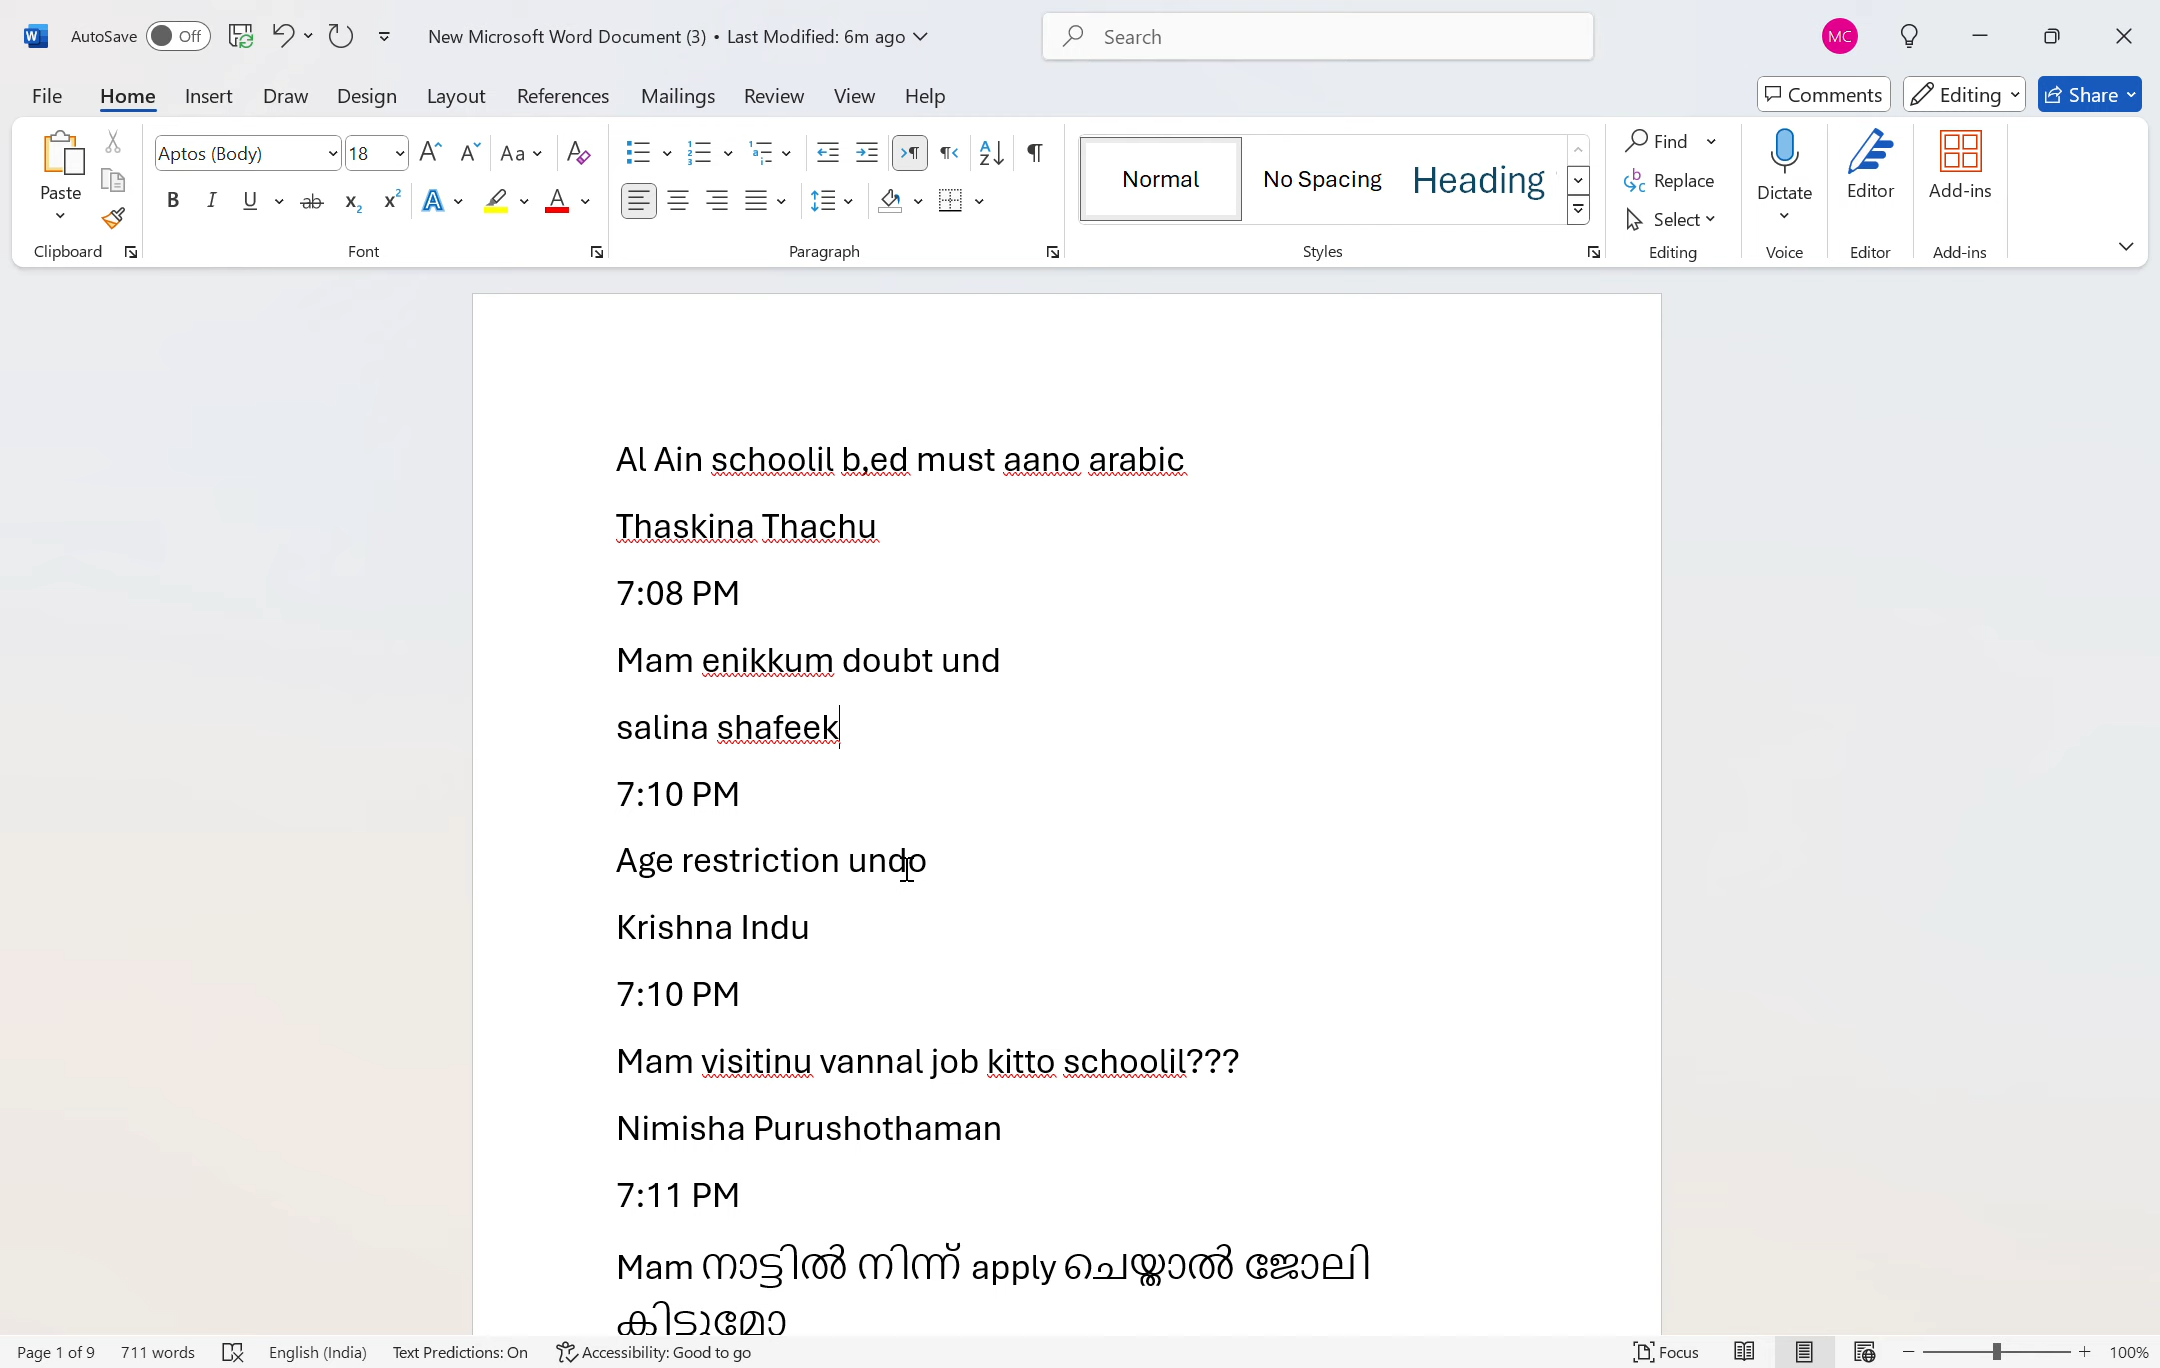 AutoSave Off New Microsoft Word Document (3) • Last Modified: 6m ago Search MC
File Home Insert Draw Design Layout References Mailings Review View Help Comments Editing Share
Paste Aptos (Body) 18 Normal No Spacing Heading Find Replace Select Dictate Editor Add-ins
Clipboard Font Paragraph Styles Editing Voice Editor Add-ins
Al Ain schoolil b,ed must aano arabic
Thaskina Thachu
7:08 PM
Mam enikkum doubt und
salina shafeek
7:10 PM
Age restriction undo
Krishna Indu
7:10 PM
Mam visitinu vannal job kitto schoolil???
Nimisha Purushothaman
7:11 PM
Mam നാട്ടിൽ നിന്ന് apply ചെയ്താൽ ജോലി
കിട്ടുമോ
Page 1 of 9 711 words English (India) Text Predictions: On Accessibility: Good to go Focus 100%